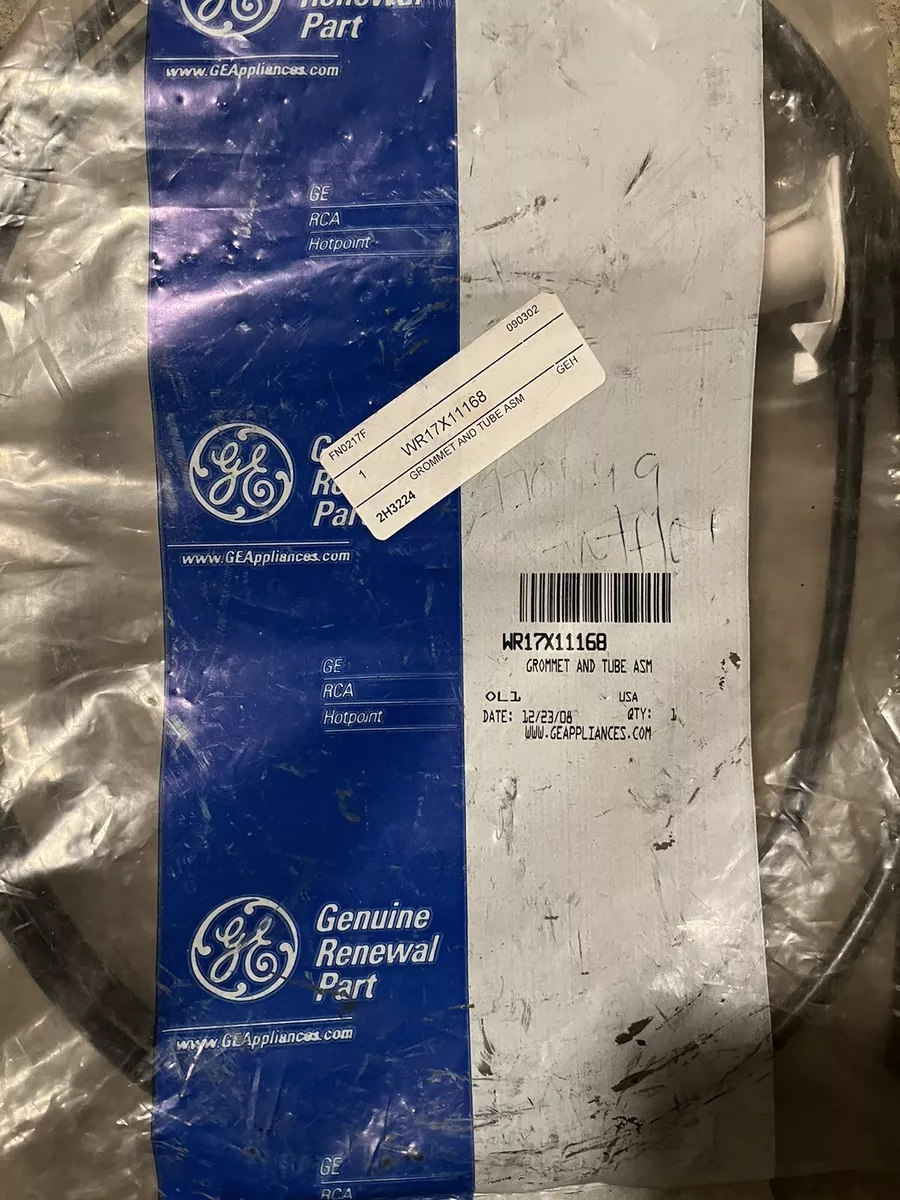 Renewal
Part
www.GEAppliances.com
GE
RCA
Hotpoint
FN0217F
090302
1
WR17X11168
GROMMET AND TUBE ASM
GEH
2H3224
GE
Part
www.GEAppliances.com
WR17X11168
GROMMET AND TUBE ASM
OL1 USA
DATE: 12/23/08 QTY: 1
WWW.GEAPPLIANCES.COM
GE
RCA
Hotpoint
GE
Genuine
Renewal
Part
www.GEAppliances.com
GE
RCA